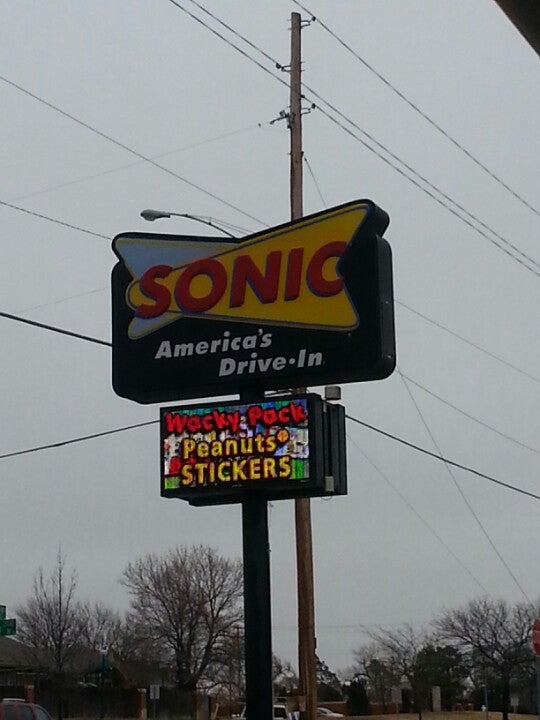 SONIC
America's
Drive-In
Wacky Pack
Peanuts®
STICKERS